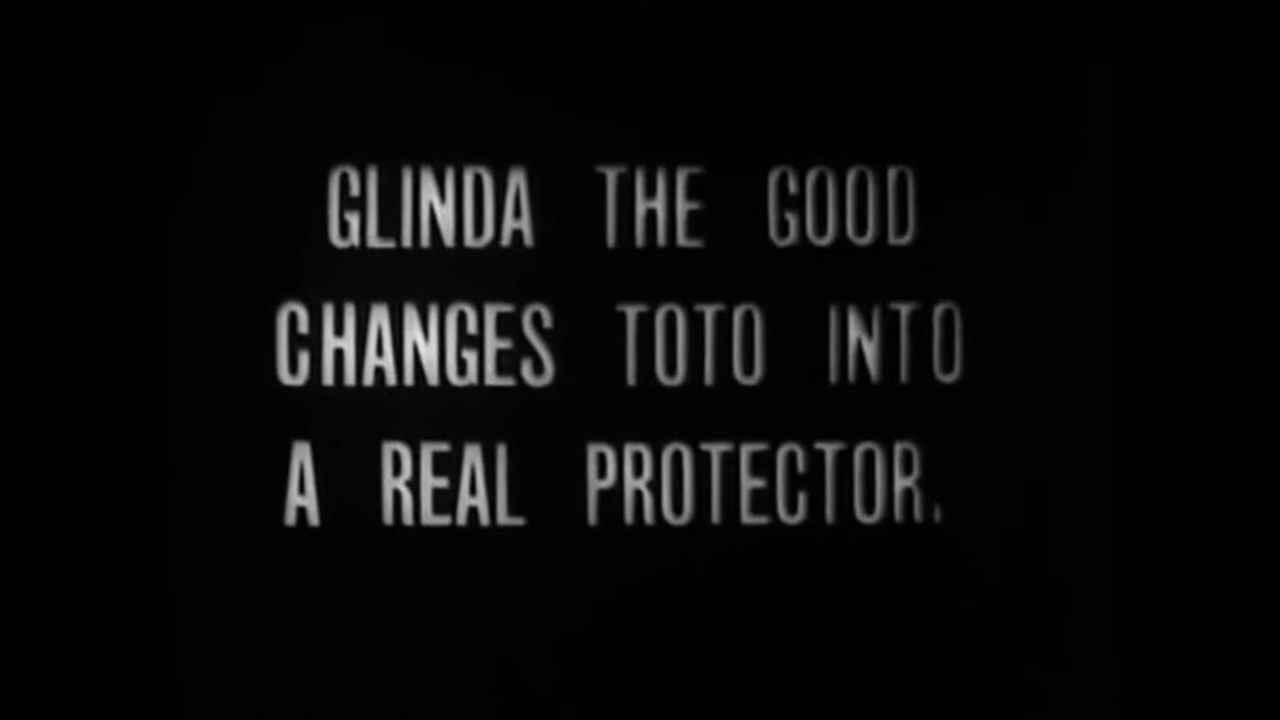 GLINDA THE GOOD
CHANGES TOTO INTO
A REAL PROTECTOR.